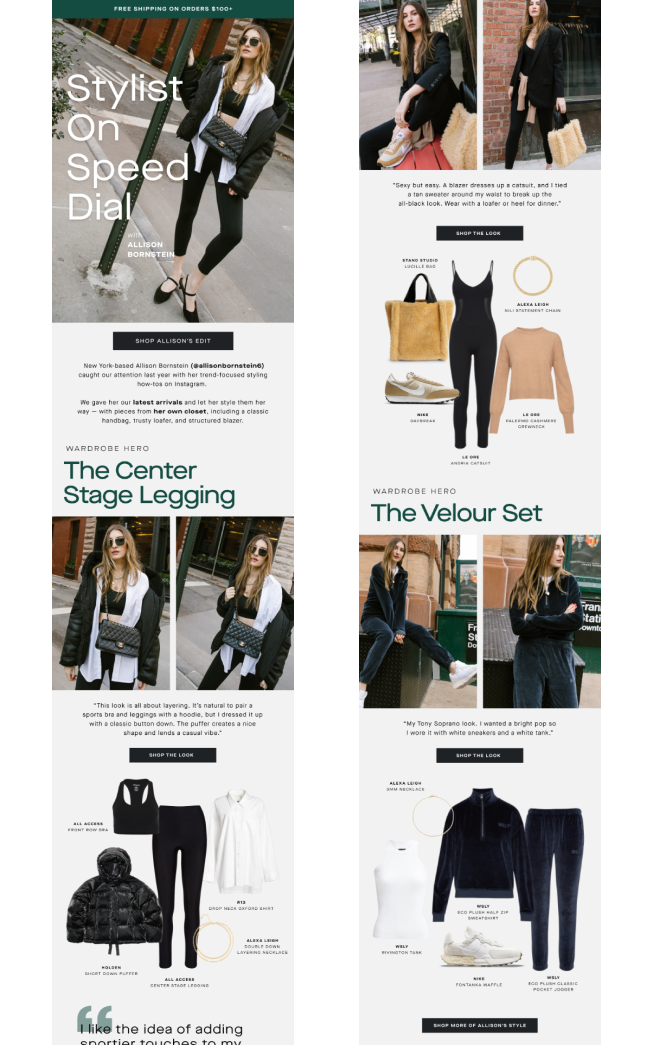 FREE SHIPPING ON ORDERS $100+
Stylist
On
Speed
Dial
with
ALLISON
BORNSTEIN
SHOP ALLISON'S EDIT
New York-based Allison Bornstein (@allisonbornstein6)
caught our attention last year with her trend-focused styling
how-tos on Instagram.
We gave her our latest arrivals and let her style them her
way — with pieces from her own closet, including a classic
handbag, trusty loafer, and structured blazer.
WARDROBE HERO
The Center
Stage Legging
"This look is all about layering. It's natural to pair a
sports bra and leggings with a hoodie, but I dressed it up
with a classic button down. The puffer creates a nice
shape and lends a casual vibe."
SHOP THE LOOK
ALL ACCESS
FRONT ROW BRA
R13
DROP NECK OXFORD SHIRT
ALEXA LEIGH
DOUBLE DOWN
LAYERING NECKLACE
HOLDEN
SHORT DOWN PUFFER
ALL ACCESS
CENTER STAGE LEGGING
“
I like the idea of adding
sportier touches to my
"Sexy but easy. A blazer dresses up a catsuit, and I tied
a tan sweater around my waist to break up the
all-black look. Wear with a loafer or heel for dinner."
SHOP THE LOOK
STAND STUDIO
LUCILLE BAG
ALEXA LEIGH
NILI STATEMENT CHAIN
NIKE
DAYBREAK
LE ORE
PALERMO CASHMERE
CREWNECK
LE ORE
ANDRIA CATSUIT
WARDROBE HERO
The Velour Set
Fran
Stati
Do
Fran
Stati
Downto
"My Tony Soprano look. I wanted a bright pop so
I wore it with white sneakers and a white tank."
SHOP THE LOOK
ALEXA LEIGH
3MM NECKLACE
WSLY
ECO PLUSH HALF ZIP
SWEATSHIRT
WSLY
RIVINGTON TANK
NIKE
FONTANKA WAFFLE
WSLY
ECO PLUSH CLASSIC
POCKET JOGGER
SHOP MORE OF ALLISON'S STYLE